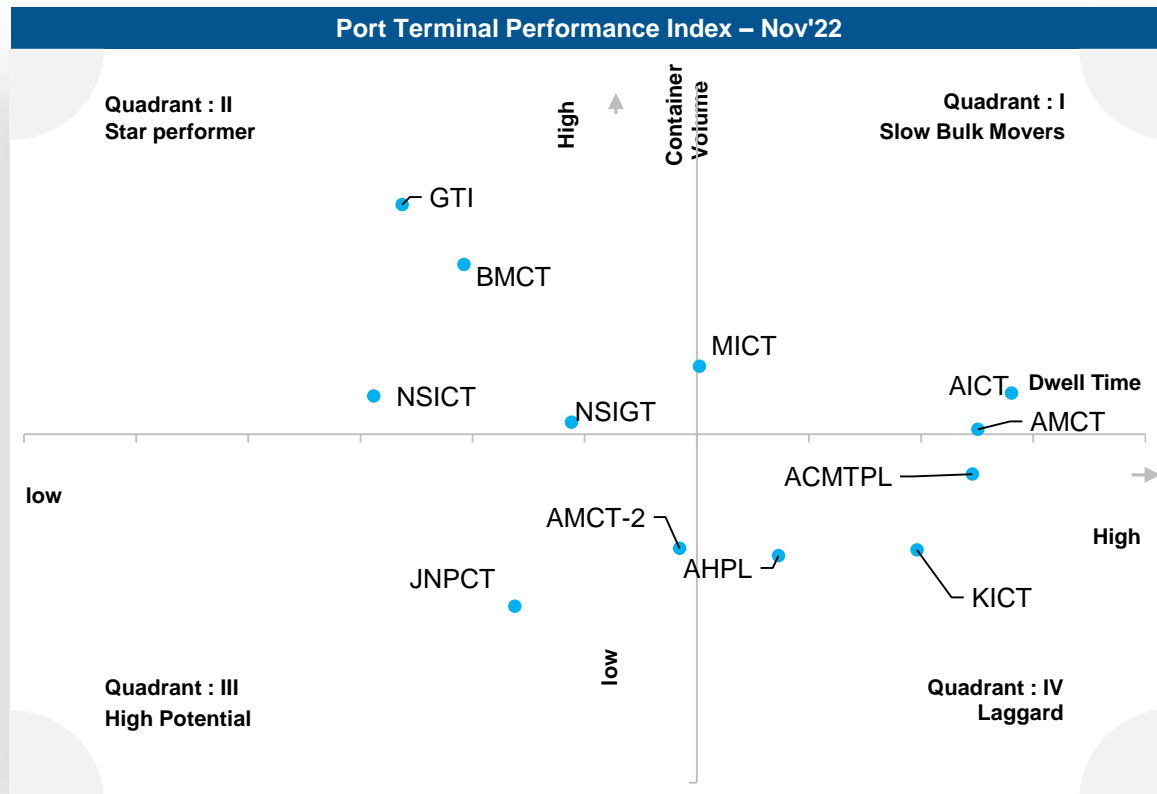 Port Terminal Performance Index – Nov'22
Quadrant : II
Star performer
High
Container
Volume
Quadrant : I
Slow Bulk Movers
GTI
BMCT
MICT
NSICT
NSIGT
AICT
Dwell Time
AMCT
low
ACMTPL
AMCT-2
AHPL
High
JNPCT
KICT
low
Quadrant : III
High Potential
Quadrant : IV
Laggard